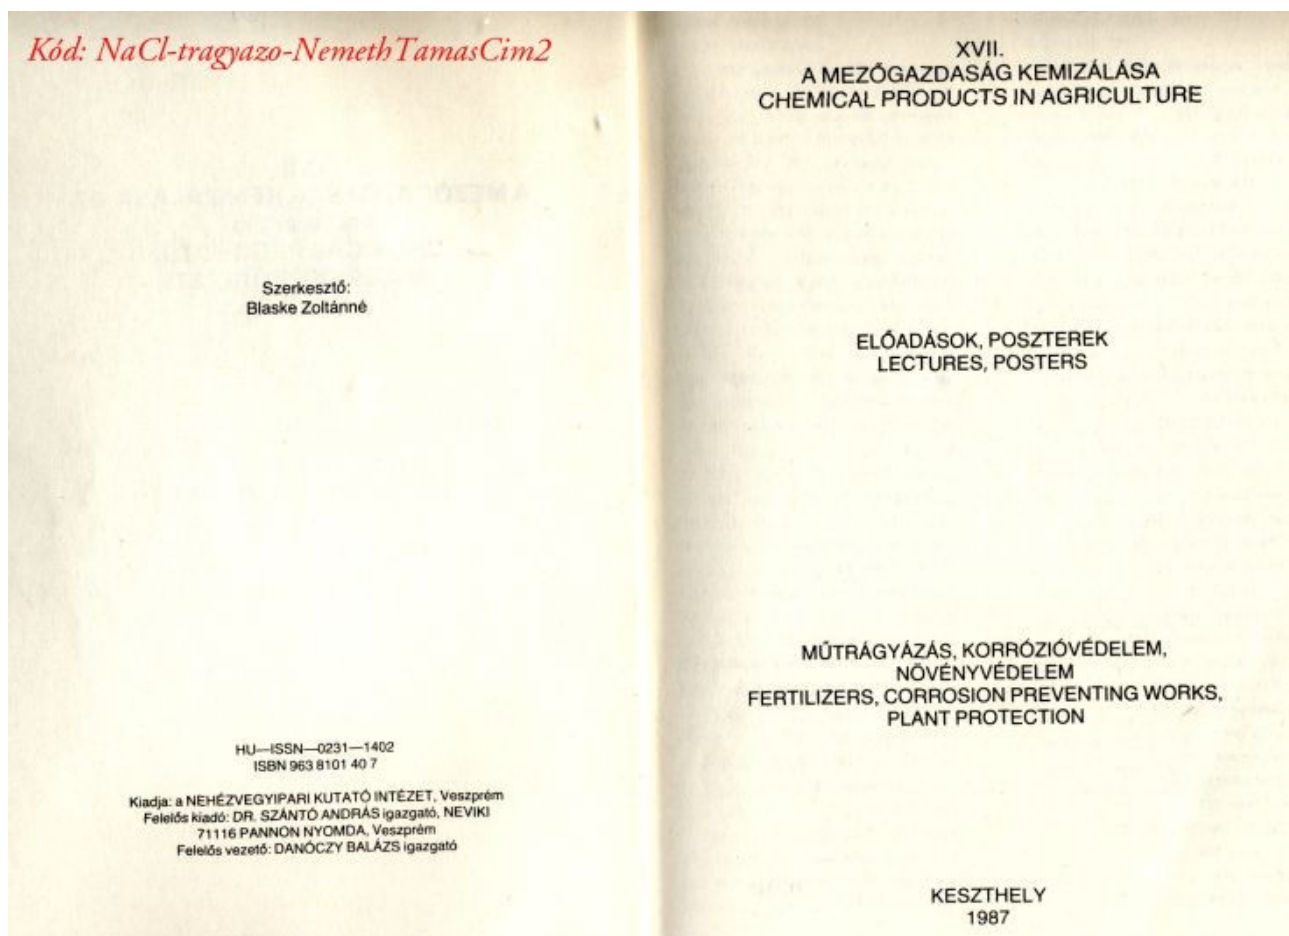 Kód: NaCl-tragyazo-NemethTamasCim2
Szerkesztő:
Blaske Zoltánné
HU—ISSN—0231—1402
ISBN 963 8101 40 7
Kiadja: a NEHÉZVEGYIPARI KUTATÓ INTÉZET, Veszprém
Felelős kiadó: DR. SZÁNTÓ ANDRÁS igazgató, NEVIKI
71116 PANNON NYOMDA, Veszprém
Felelős vezető: DANÓCZY BALÁZS igazgató
XVII.
A MEZŐGAZDASÁG KEMIZÁLÁSA
CHEMICAL PRODUCTS IN AGRICULTURE
ELŐADÁSOK, POSZTEREK
LECTURES, POSTERS
MŰTRÁGYÁZÁS, KORRÓZIÓVÉDELEM,
NÖVÉNYVÉDELEM
FERTILIZERS, CORROSION PREVENTING WORKS,
PLANT PROTECTION
KESZTHELY
1987